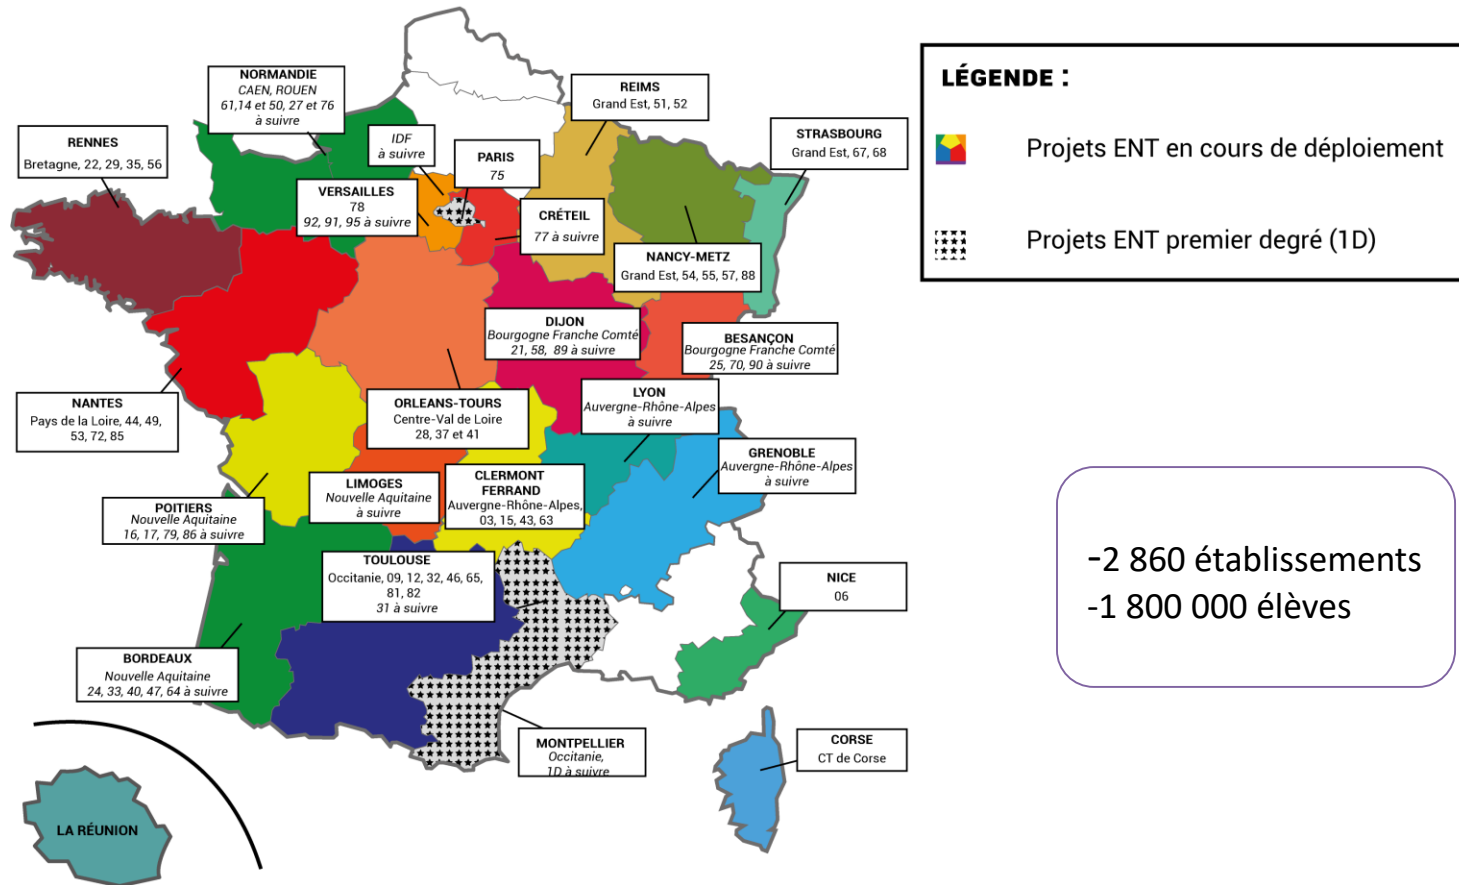 NORMANDIE
CAEN, ROUEN
61,14 et 50, 27 et 76
à suivre
REIMS
Grand Est, 51, 52
LÉGENDE :
Projets ENT en cours de déploiement
Projets ENT premier degré (1D)
RENNES
Bretagne, 22, 29, 35, 56
IDF
à suivre
PARIS
75
STRASBOURG
Grand Est, 67, 68
VERSAILLES
78
92, 91, 95 à suivre
CRÉTEIL
77 à suivre
NANCY-METZ
Grand Est, 54, 55, 57, 88
DIJON
Bourgogne Franche Comté
21, 58, 89 à suivre
BESANÇON
Bourgogne Franche Comté
25, 70, 90 à suivre
NANTES
Pays de la Loire, 44, 49,
53, 72, 85
ORLEANS-TOURS
Centre-Val de Loire
28, 37 et 41
LYON
Auvergne-Rhône-Alpes
à suivre
GRENOBLE
Auvergne-Rhône-Alpes
à suivre
POITIERS
Nouvelle Aquitaine
16, 17, 79, 86 à suivre
LIMOGES
Nouvelle Aquitaine
à suivre
CLERMONT
FERRAND
Auvergne-Rhône-Alpes,
03, 15, 43, 63
TOULOUSE
Occitanie, 09, 12, 32, 46, 65,
81, 82
31 à suivre
NICE
06
-2 860 établissements
-1 800 000 élèves
BORDEAUX
Nouvelle Aquitaine
24, 33, 40, 47, 64 à suivre
MONTPELLIER
Occitanie,
1D à suivre
CORSE
CT de Corse
LA RÉUNION